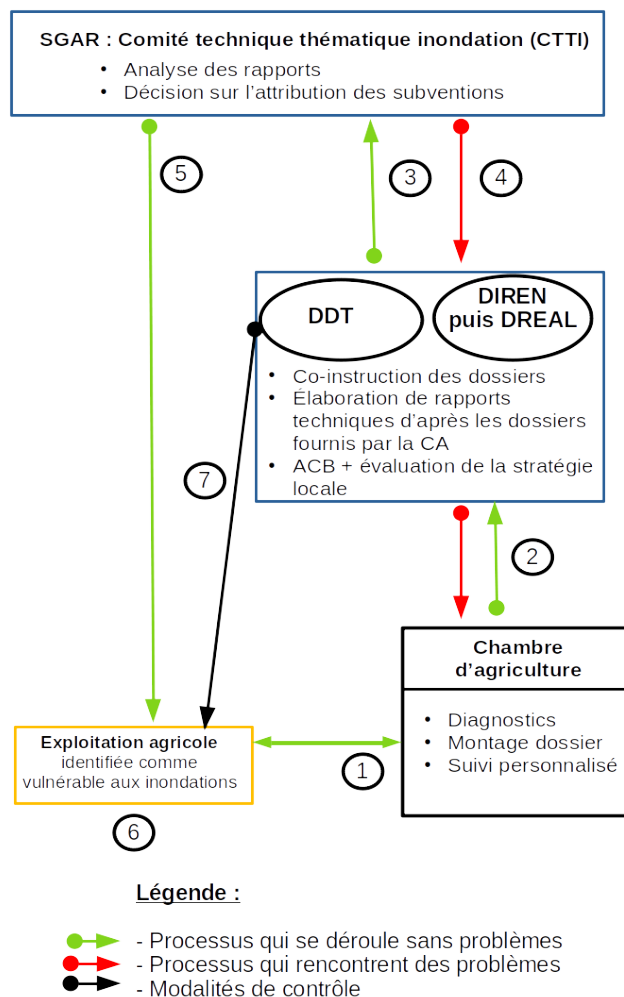 SGAR : Comité technique thématique inondation (CTTI)
• Analyse des rapports
• Décision sur l'attribution des subventions
5
3
4
DDT
DIREN
puis DREAL
• Co-instruction des dossiers
• Élaboration de rapports
techniques d'après les dossiers
fournis par la CA
• ACB + évaluation de la stratégie
locale
7
2
Chambre
d'agriculture
• Diagnostics
• Montage dossier
• Suivi personnalisé
Exploitation agricole
identifiée comme
vulnérable aux inondations
1
6
Légende :
- Processus qui se déroule sans problèmes
- Processus qui rencontrent des problèmes
- Modalités de contrôle